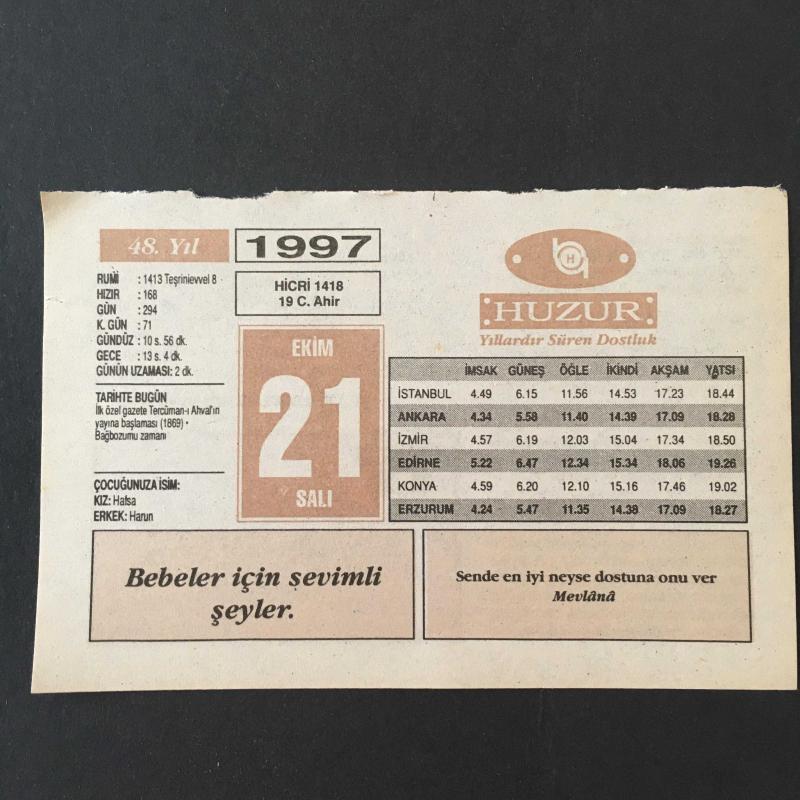 48. Yıl
1997
RUMİ : 1413 Teşrinievvel 8
HIZIR : 168
GÜN : 294
K. GÜN : 71
GÜNDÜZ : 10 s. 56 dk.
GECE : 13 s. 4 dk.
GÜNÜN UZAMASI: 2 dk.
TARİHTE BUGÜN
İlk özel gazete Tercüman-ı Ahval'in
yayına başlaması (1869) •
Bağbozumu zamanı
ÇOCUĞUNUZA İSİM:
KIZ: Hafsa
ERKEK: Harun
HİCRİ 1418
19 C. Ahir
EKİM
21
SALI
H
HUZUR
Yıllardır Süren Dostluk
İMSAK GÜNEŞ ÖĞLE İKİNDİ AKŞAM YATSI
İSTANBUL 4.49 6.15 11.56 14.53 17.23 18.44
ANKARA 4.34 5.58 11.40 14.39 17.09 18.28
İZMİR 4.57 6.19 12.03 15.04 17.34 18.50
EDİRNE 5.22 6.47 12.34 15.34 18.06 19.26
KONYA 4.59 6.20 12.10 15.16 17.46 19.02
ERZURUM 4.24 5.47 11.35 14.38 17.09 18.27
Bebeler için sevimli
şeyler.
Sende en iyi neyse dostuna onu ver
Mevlânâ